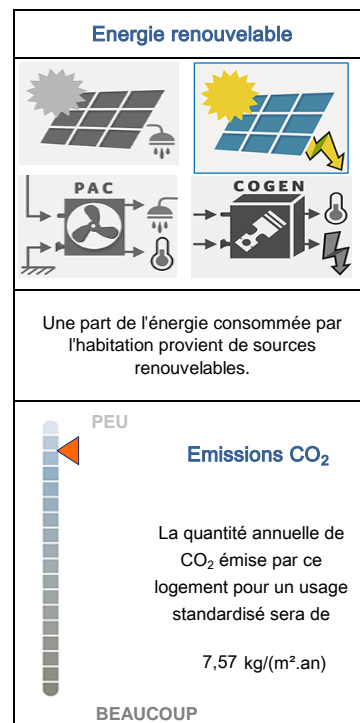 Energie renouvelable
PAC
COGEN
Une part de l'énergie consommée par
l'habitation provient de sources
renouvelables.
PEU
Emissions CO₂
La quantité annuelle de
CO₂ émise par ce
logement pour un usage
standardisé sera de
7,57 kg/(m².an)
BEAUCOUP